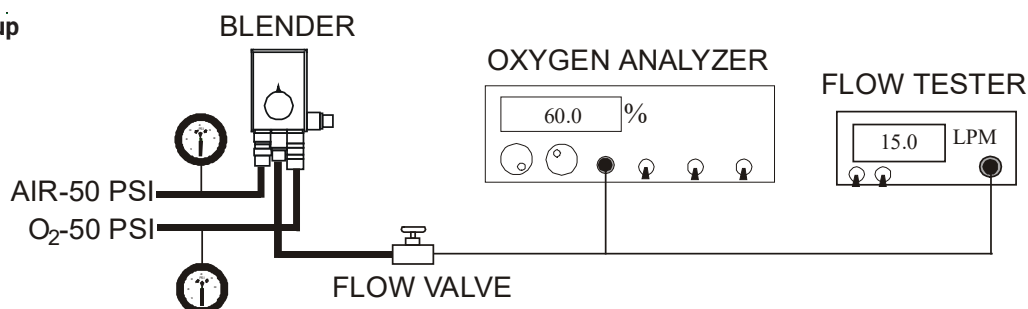 up
BLENDER
OXYGEN ANALYZER
FLOW TESTER
60.0 %
15.0 LPM
AIR-50 PSI
O₂-50 PSI
FLOW VALVE